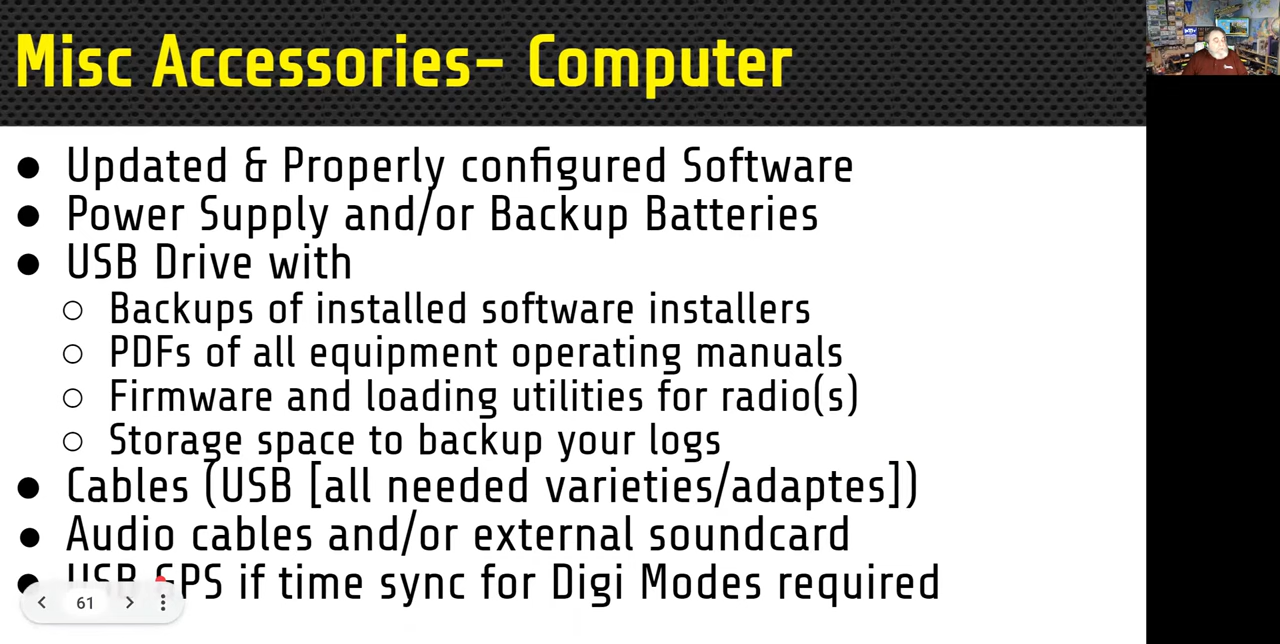 Misc Accessories– Computer
● Updated & Properly configured Software
● Power Supply and/or Backup Batteries
● USB Drive with
○ Backups of installed software installers
○ PDFs of all equipment operating manuals
○ Firmware and loading utilities for radio(s)
○ Storage space to backup your logs
● Cables (USB [all needed varieties/adaptes])
● Audio cables and/or external soundcard
● USB GPS if time sync for Digi Modes required
61